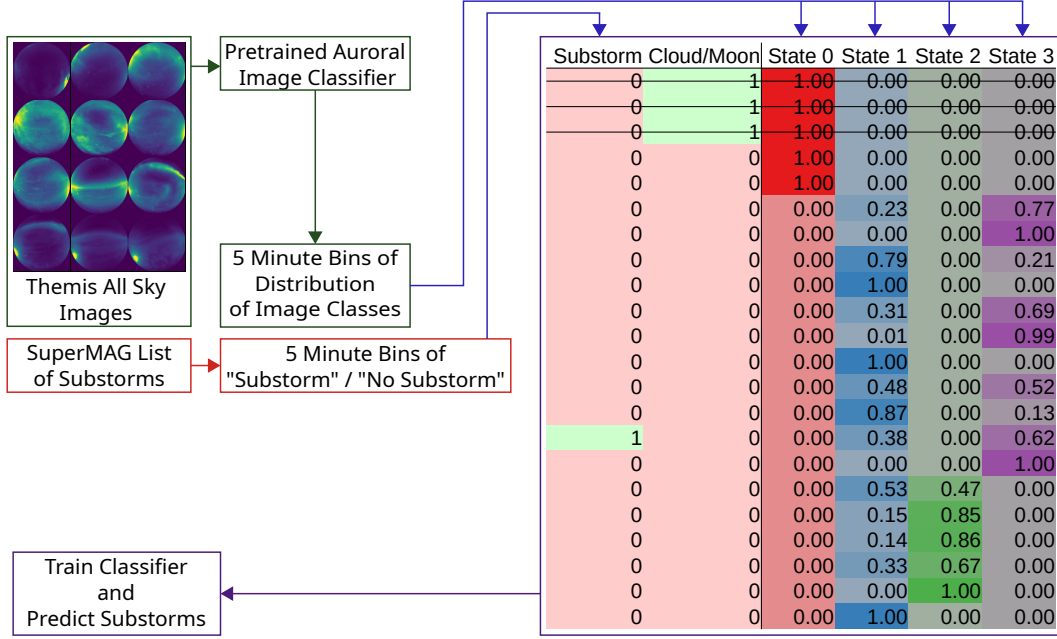 Pretrained Auroral
Image Classifier
Themis All Sky
Images
5 Minute Bins of
Distribution
of Image Classes
SuperMAG List
of Substorms
5 Minute Bins of
"Substorm" / "No Substorm"
Train Classifier
and
Predict Substorms
Substorm Cloud/Moon State 0 State 1 State 2 State 3
0 1 1.00 0.00 0.00 0.00
0 1 1.00 0.00 0.00 0.00
0 1 1.00 0.00 0.00 0.00
0 0 1.00 0.00 0.00 0.00
0 0 1.00 0.00 0.00 0.00
0 0 0.00 0.23 0.00 0.77
0 0 0.00 0.00 0.00 1.00
0 0 0.00 0.79 0.00 0.21
0 0 0.00 1.00 0.00 0.00
0 0 0.00 0.31 0.00 0.69
0 0 0.00 0.01 0.00 0.99
0 0 0.00 1.00 0.00 0.00
0 0 0.00 0.48 0.00 0.52
0 0 0.00 0.87 0.00 0.13
1 0 0.00 0.38 0.00 0.62
0 0 0.00 0.00 0.00 1.00
0 0 0.00 0.53 0.47 0.00
0 0 0.00 0.15 0.85 0.00
0 0 0.00 0.14 0.86 0.00
0 0 0.00 0.33 0.67 0.00
0 0 0.00 0.00 1.00 0.00
0 0 0.00 1.00 0.00 0.00